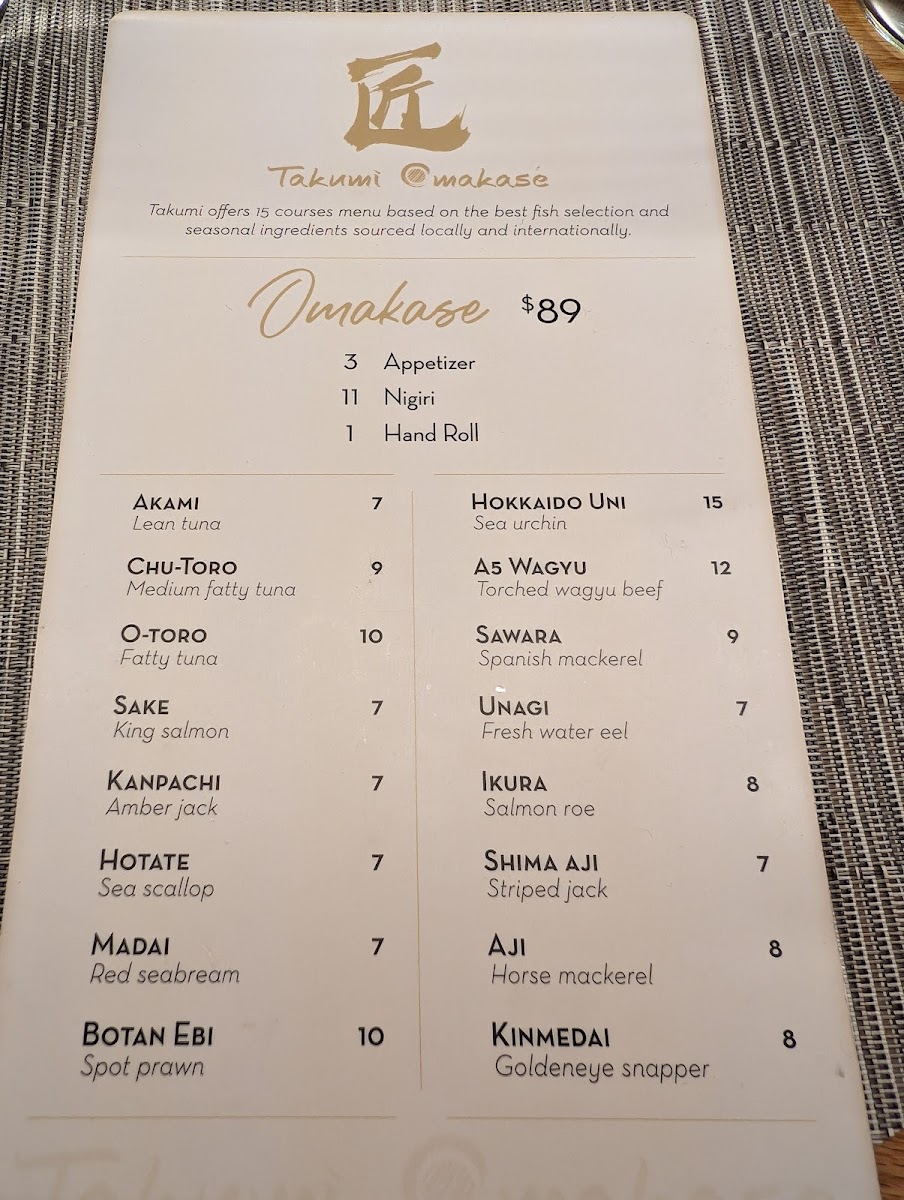 匠
Takumi Omakasé
Takumi offers 15 courses menu based on the best fish selection and
seasonal ingredients sourced locally and internationally.
Omakase $89
3 Appetizer
11 Nigiri
1 Hand Roll
AKAMI 7
Lean tuna
CHU-TORO 9
Medium fatty tuna
O-TORO 10
Fatty tuna
SAKE 7
King salmon
KANPACHI 7
Amber jack
HOTATE 7
Sea scallop
MADAI 7
Red seabream
BOTAN EBI 10
Spot prawn
HOKKAIDO UNI 15
Sea urchin
A5 WAGYU 12
Torched wagyu beef
SAWARA 9
Spanish mackerel
UNAGI 7
Fresh water eel
IKURA 8
Salmon roe
SHIMA AJI 7
Striped jack
AJI 8
Horse mackerel
KINMEDAI 8
Goldeneye snapper
Takumi Omakase